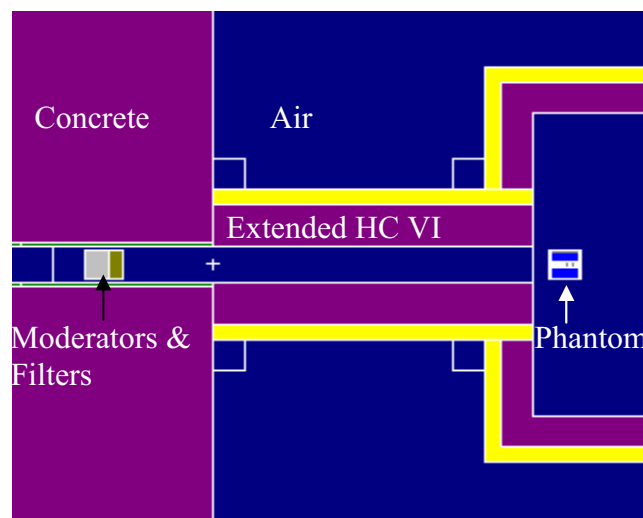 Concrete
Air
Extended HC VI
Moderators &
Filters
Phantom